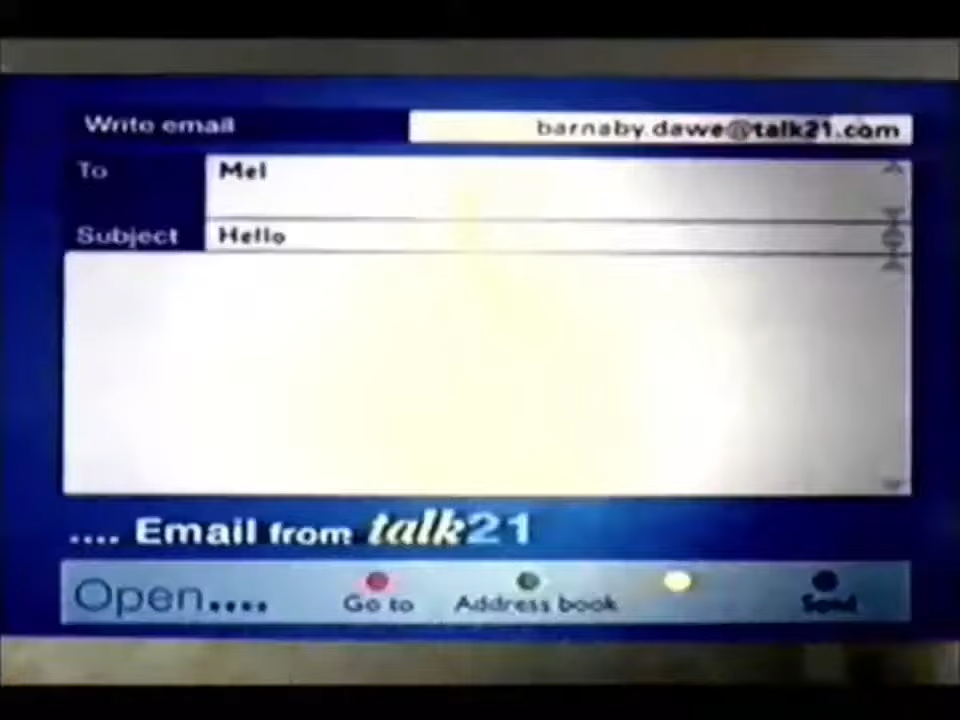 Write email
barnaby.dawe@talk21.com
To
Mel
Subject
Hello
.... Email from talk21
Open....
Go to
Address book
Send